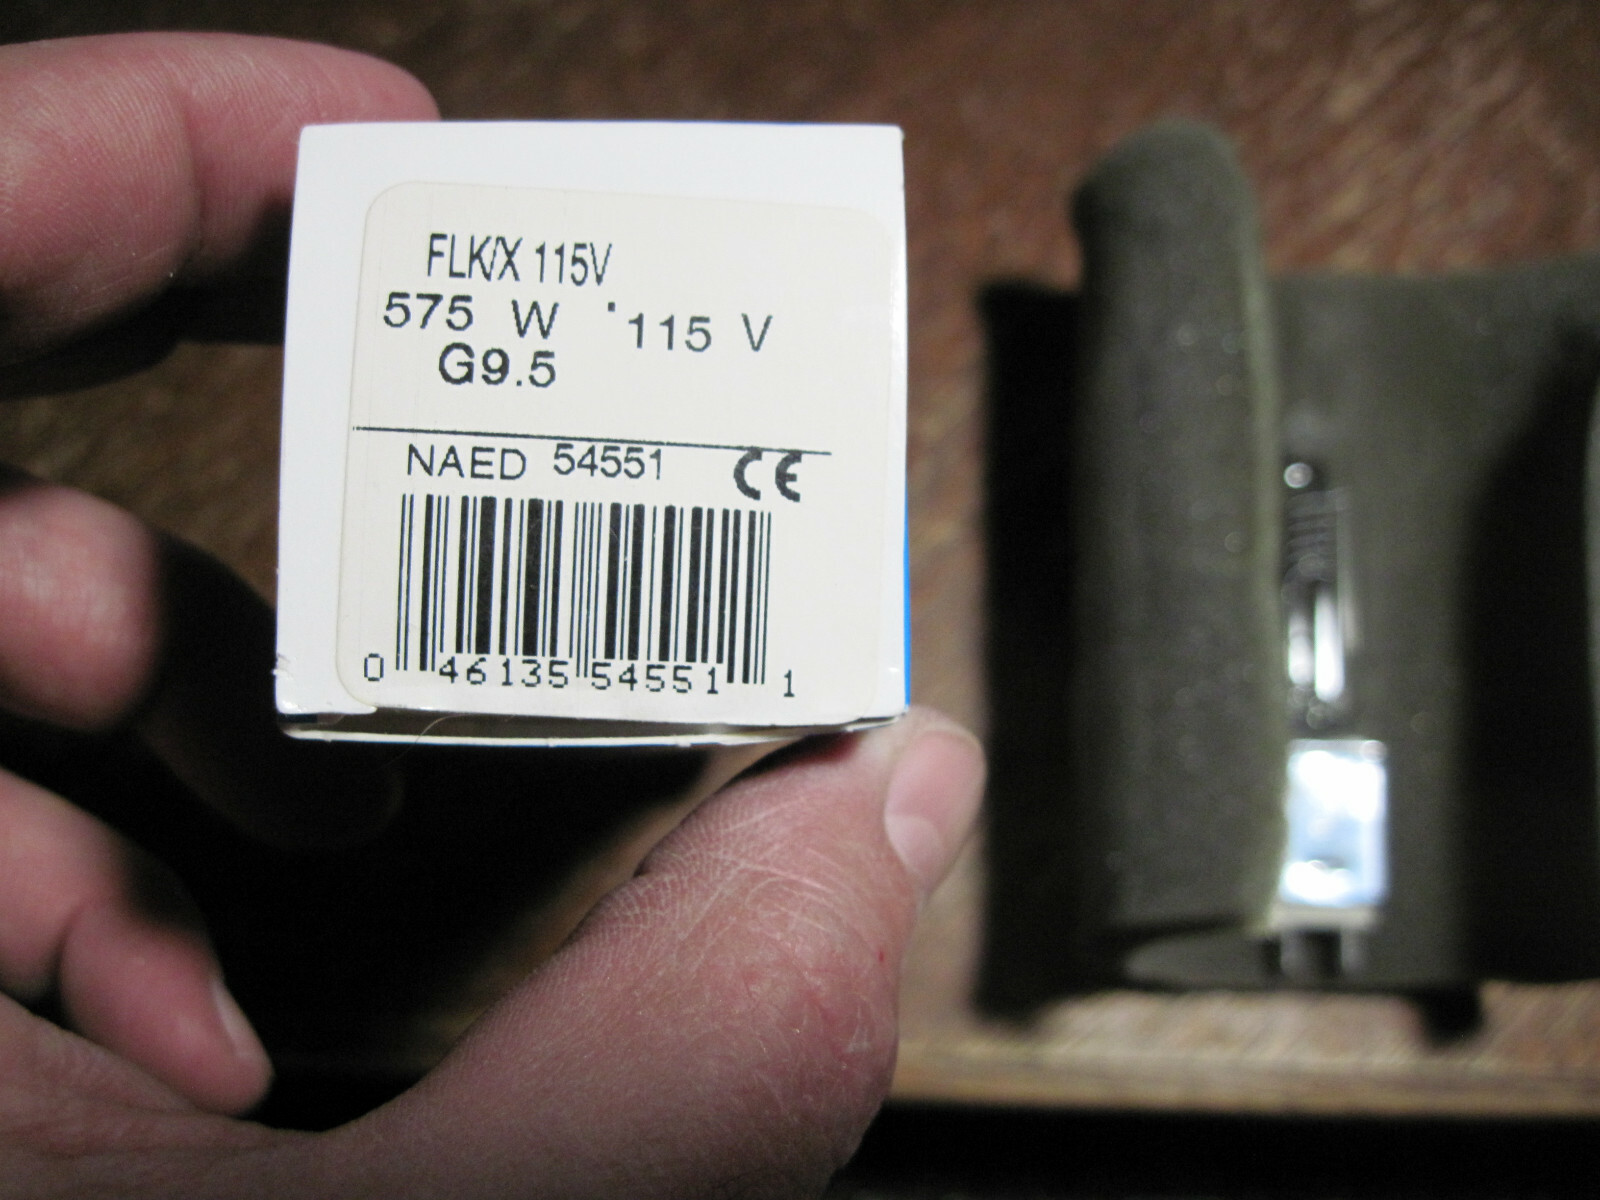 FLK/X 115V
575 W 115 V
G9.5
NAED 54551 CE
0 46135 54551 1